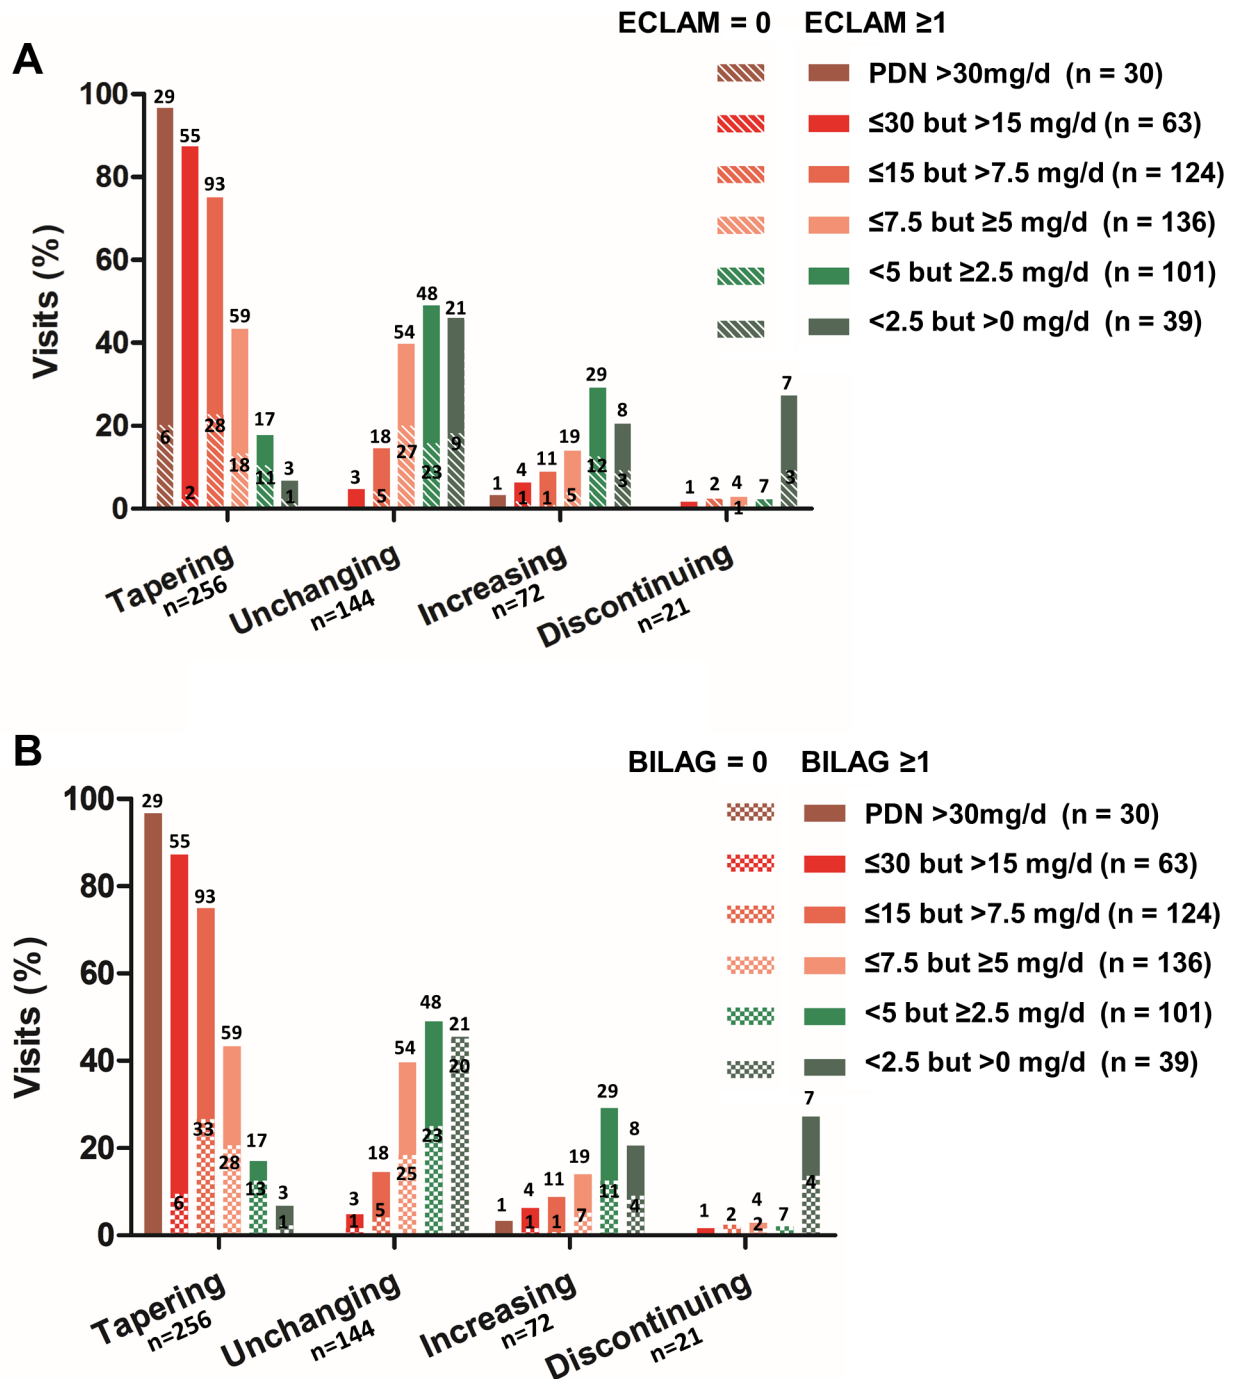 ECLAM = 0 ECLAM ≥1
A
PDN >30mg/d (n = 30)
≤30 but >15 mg/d (n = 63)
≤15 but >7.5 mg/d (n = 124)
≤7.5 but ≥5 mg/d (n = 136)
<5 but ≥2.5 mg/d (n = 101)
<2.5 but >0 mg/d (n = 39)
Visits (%)
100
80
60
40
20
0
29 55 93 59 17 3
6 2 28 18 11 1
3 18 54 48 21
5 27 23 9
1 4 11 19 29 8
1 1 5 12 3
1 2 4 7 7
1 3
Tapering Unchanging Increasing Discontinuing
n=256 n=144 n=72 n=21
B
BILAG = 0 BILAG ≥1
PDN >30mg/d (n = 30)
≤30 but >15 mg/d (n = 63)
≤15 but >7.5 mg/d (n = 124)
≤7.5 but ≥5 mg/d (n = 136)
<5 but ≥2.5 mg/d (n = 101)
<2.5 but >0 mg/d (n = 39)
Visits (%)
100
80
60
40
20
0
29 55 93 59 17 3
6 33 28 13 1
3 18 54 48 21
1 5 25 23 20
1 4 11 19 29 8
1 1 7 11 4
1 2 4 7 7
2 4
Tapering Unchanging Increasing Discontinuing
n=256 n=144 n=72 n=21